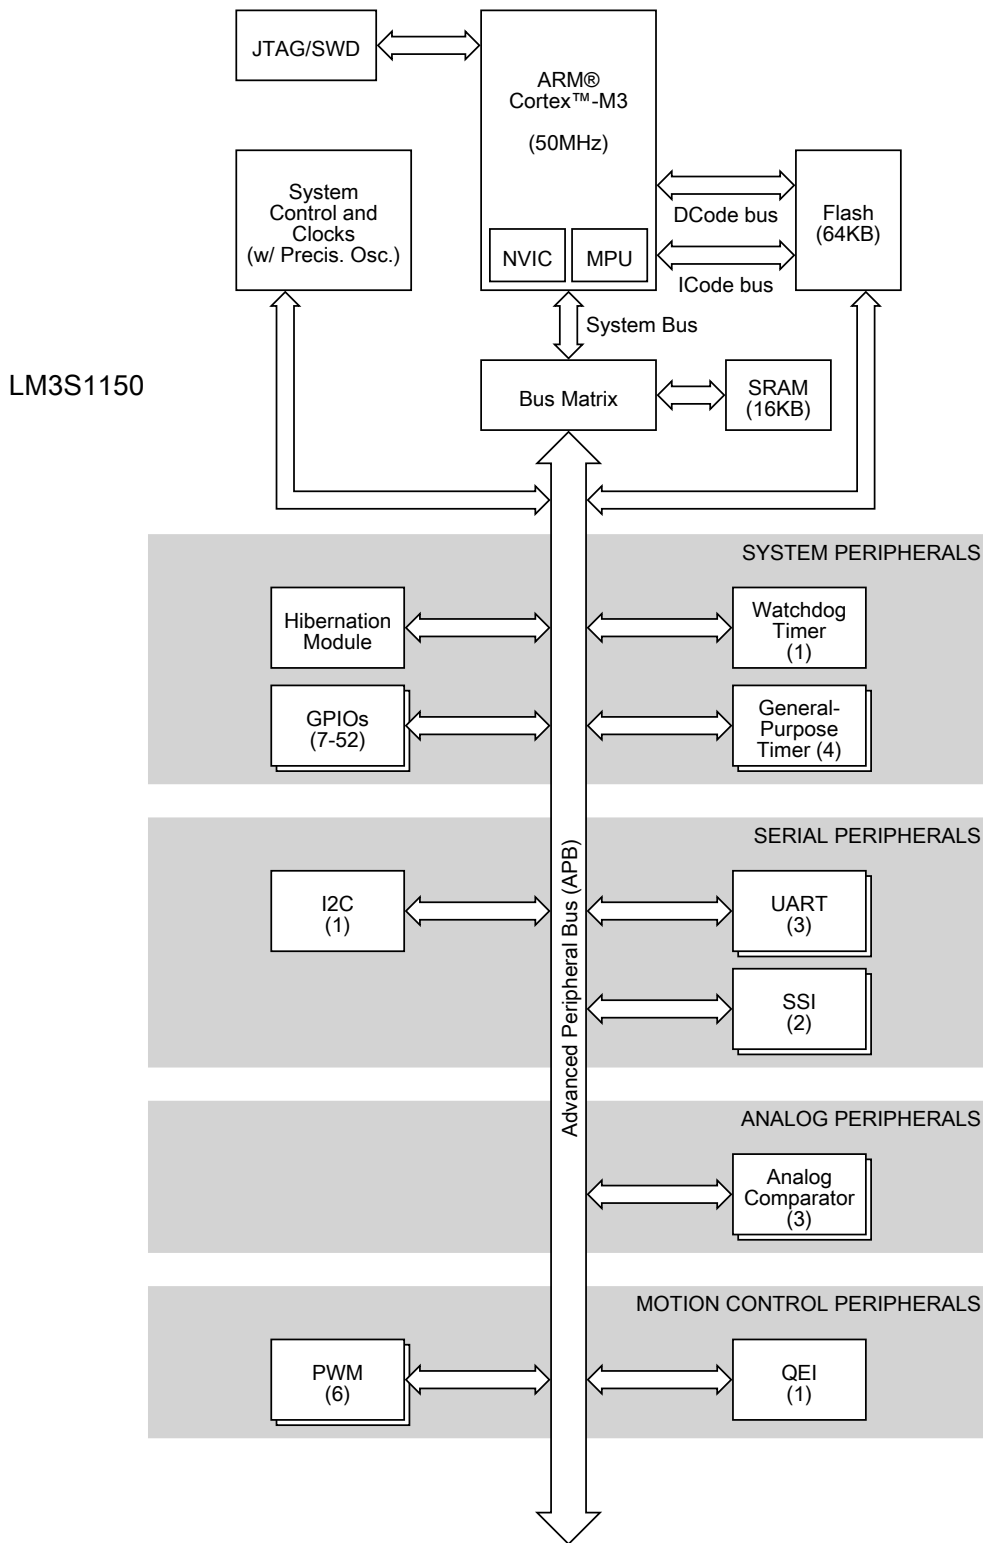 JTAG/SWD
ARM®
Cortex™-M3
(50MHz)
System
Control and
Clocks
(w/ Precis. Osc.)
DCode bus
Flash
(64KB)
NVIC
MPU
ICode bus
System Bus
LM3S1150
Bus Matrix
SRAM
(16KB)
SYSTEM PERIPHERALS
Hibernation
Module
Watchdog
Timer
(1)
GPIOs
(7-52)
General-
Purpose
Timer (4)
Advanced Peripheral Bus (APB)
SERIAL PERIPHERALS
I2C
(1)
UART
(3)
SSI
(2)
ANALOG PERIPHERALS
Analog
Comparator
(3)
MOTION CONTROL PERIPHERALS
PWM
(6)
QEI
(1)